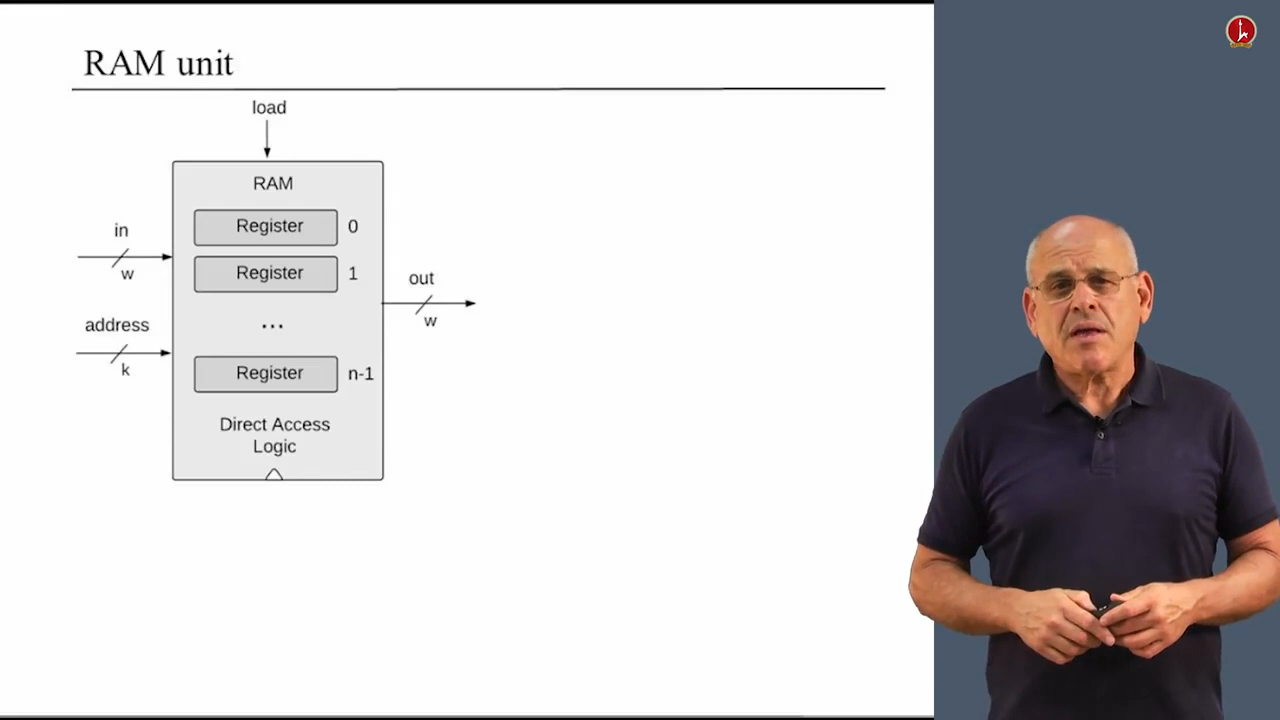 RAM unit
load
RAM
in
Register 0
w
Register 1
out
address
...
w
k
Register n-1
Direct Access
Logic